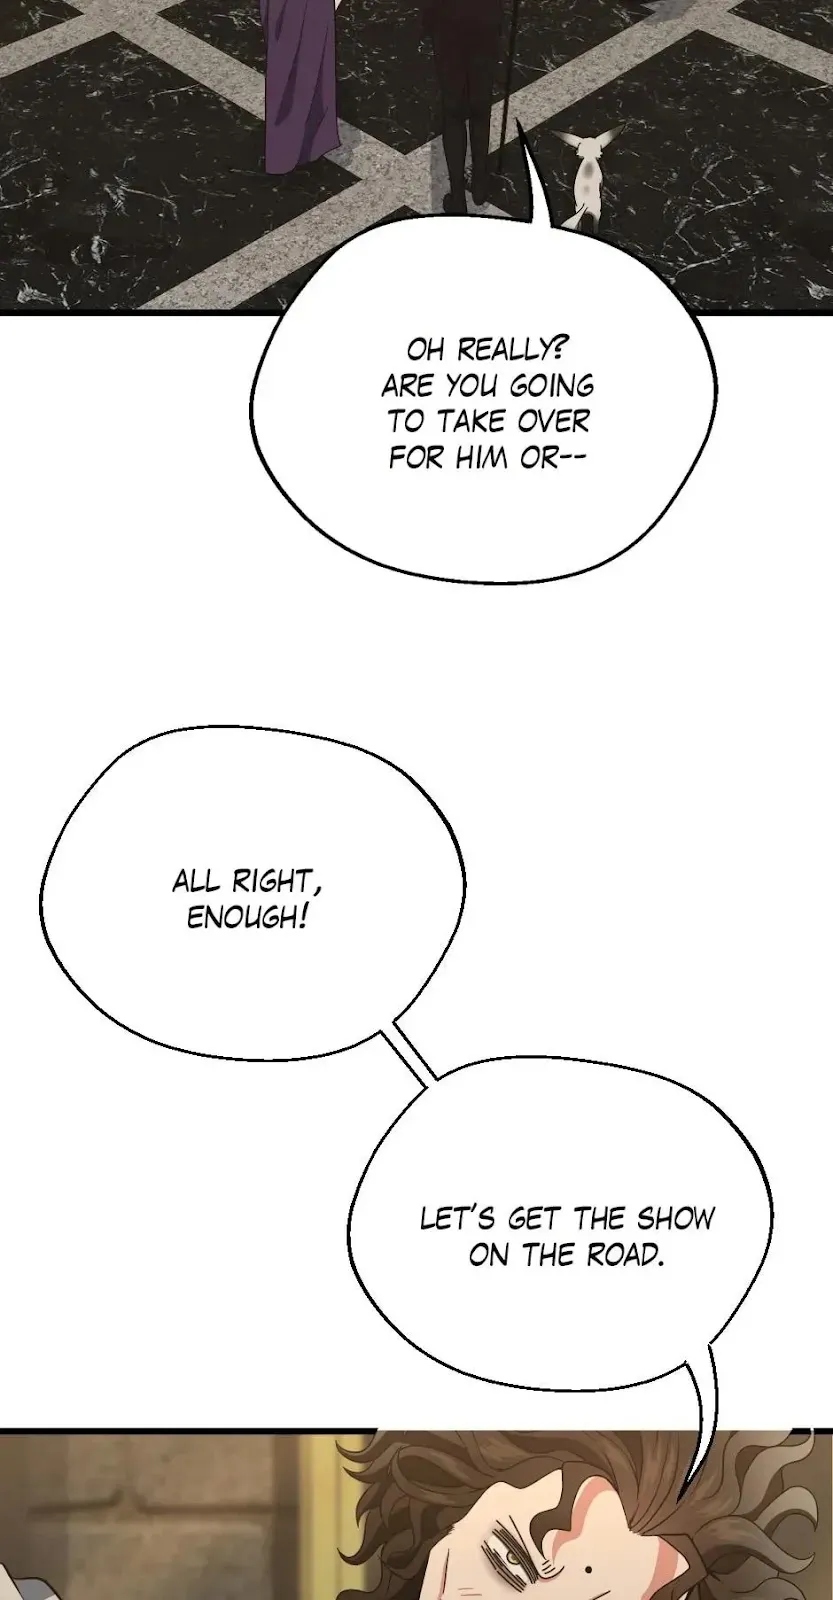 OH REALLY?
ARE YOU GOING
TO TAKE OVER
FOR HIM OR--
ALL RIGHT,
ENOUGH!
LET'S GET THE SHOW
ON THE ROAD.